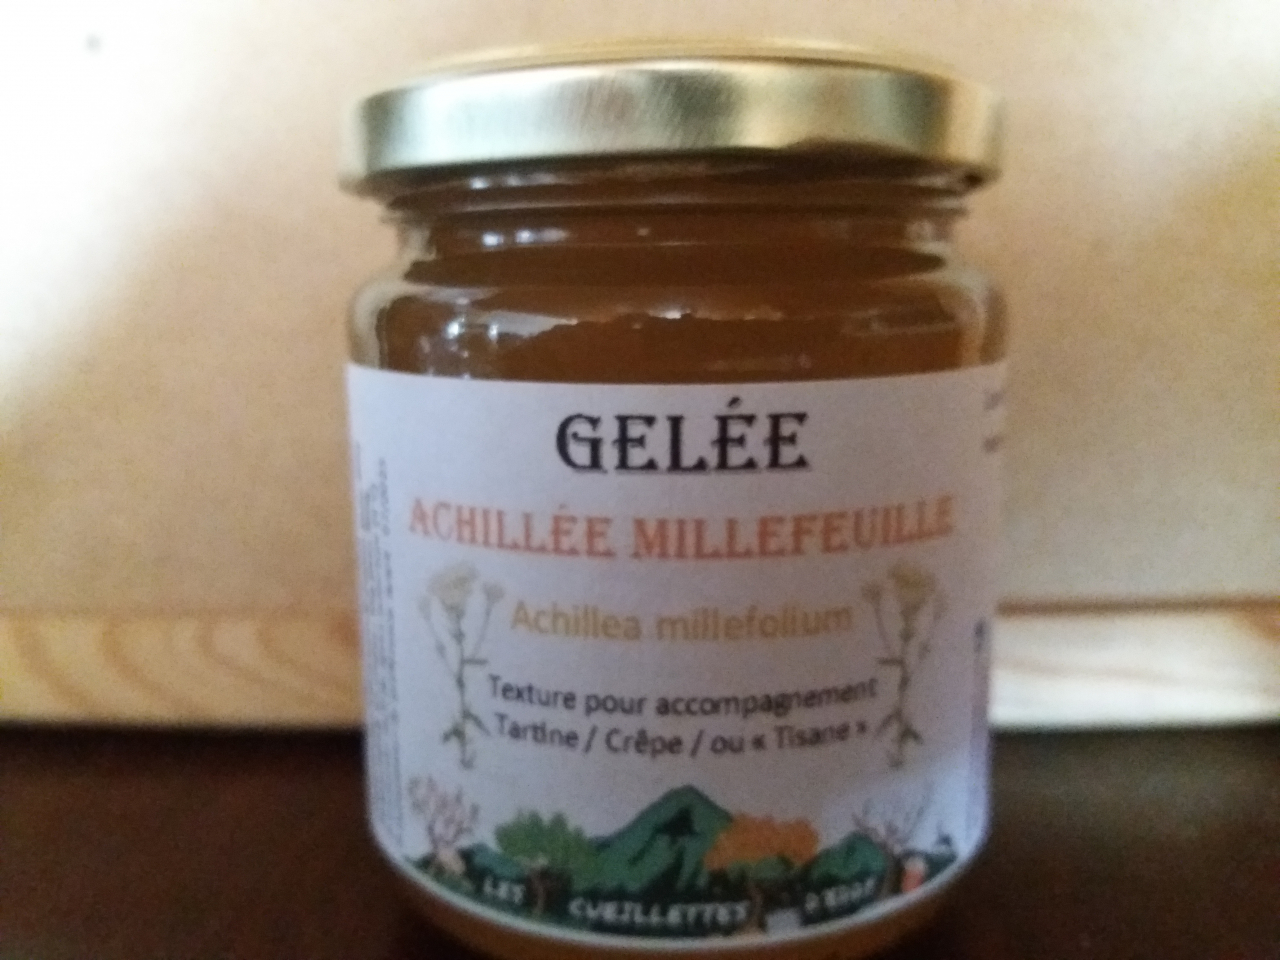 GELÉE
ACHILLÉE MILLEFEUILLE
Achillea millefolium
Texture pour accompagnement
Tartine / Crêpe / ou « Tisane »
LES CUEILLETTES